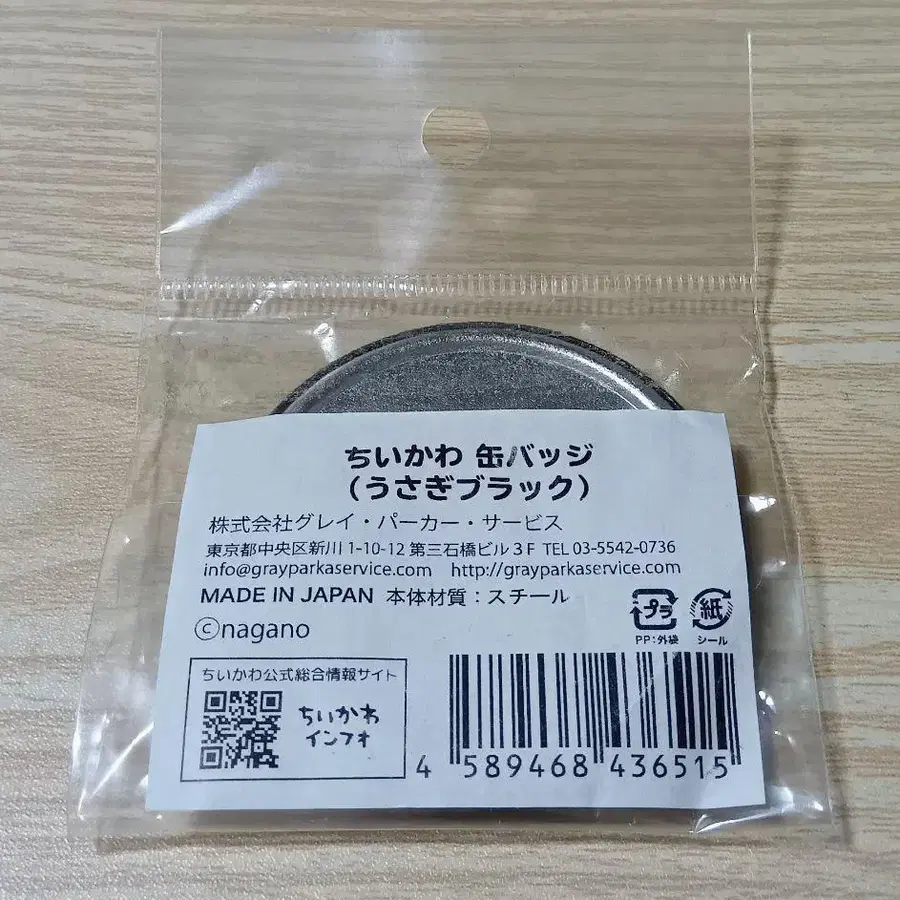 ちいかわ 缶バッジ
（うさぎブラック）
株式会社グレイ・パーカー・サービス
東京都中央区新川 1-10-12 第三石橋ビル 3 F TEL 03-5542-0736
info@grayparkaservice.com http://grayparkaservice.com
MADE IN JAPAN 本体材質：スチール
プラ 紙
PP：外袋 シール
©nagano
ちいかわ公式総合情報サイト
ちいかわ
インフォ
4 589468 436515